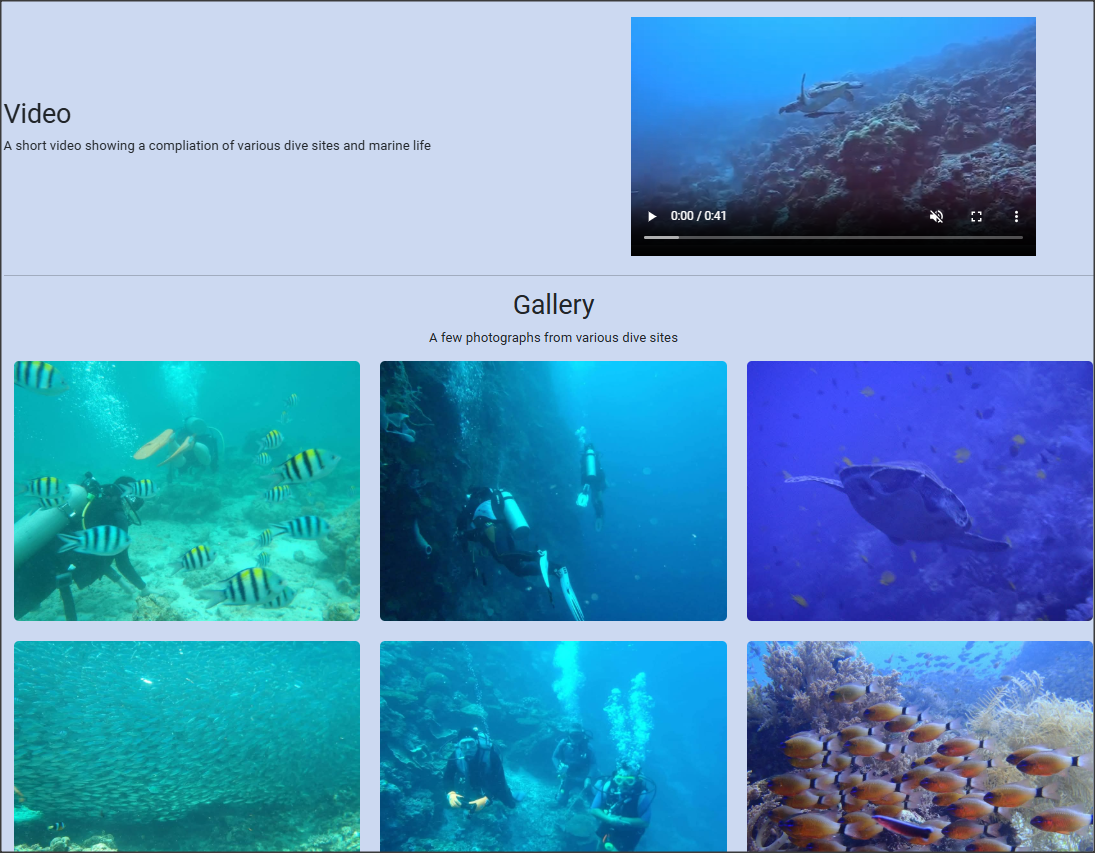 Video
A short video showing a compliation of various dive sites and marine life
0:00 / 0:41
Gallery
A few photographs from various dive sites